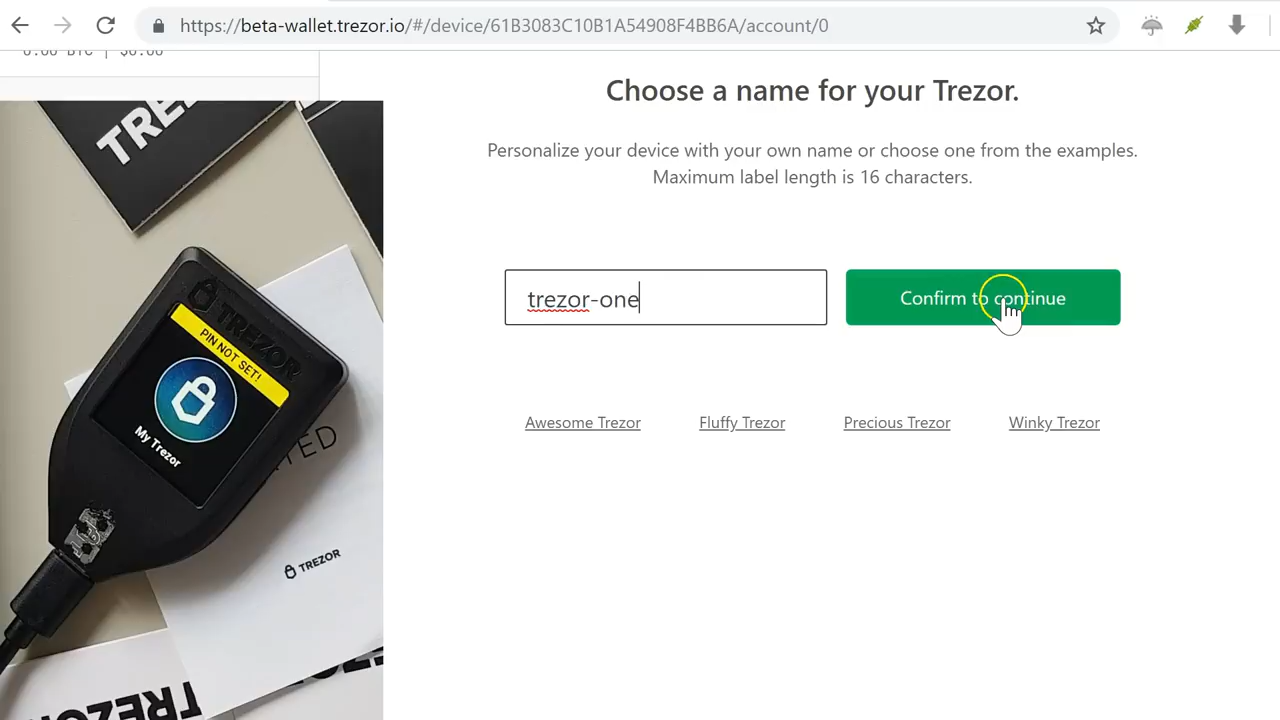 https://beta-wallet.trezor.io/#/device/61B3083C10B1A54908F4BB6A/account/0
Choose a name for your Trezor.
Personalize your device with your own name or choose one from the examples.
Maximum label length is 16 characters.
trezor-one
Confirm to continue
Awesome Trezor
Fluffy Trezor
Precious Trezor
Winky Trezor
TREZOR
PIN NOT SET!
My Trezor
TREZOR